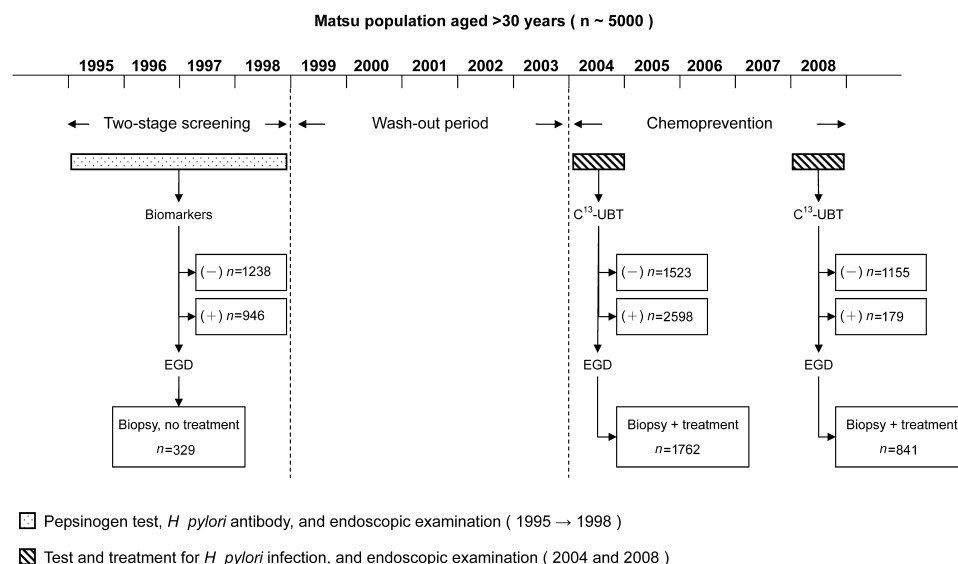 Matsu population aged >30 years ( n ~ 5000 )
1995 1996 1997 1998 1999 2000 2001 2002 2003 2004 2005 2006 2007 2008
Two-stage screening
Wash-out period
Chemoprevention
Biomarkers
(−) n=1238
(+) n=946
EGD
Biopsy, no treatment
n=329
C13-UBT
(−) n=1523
(+) n=2598
EGD
Biopsy + treatment
n=1762
C13-UBT
(−) n=1155
(+) n=179
EGD
Biopsy + treatment
n=841
Pepsinogen test, H pylori antibody, and endoscopic examination ( 1995 → 1998 )
Test and treatment for H pylori infection, and endoscopic examination ( 2004 and 2008 )